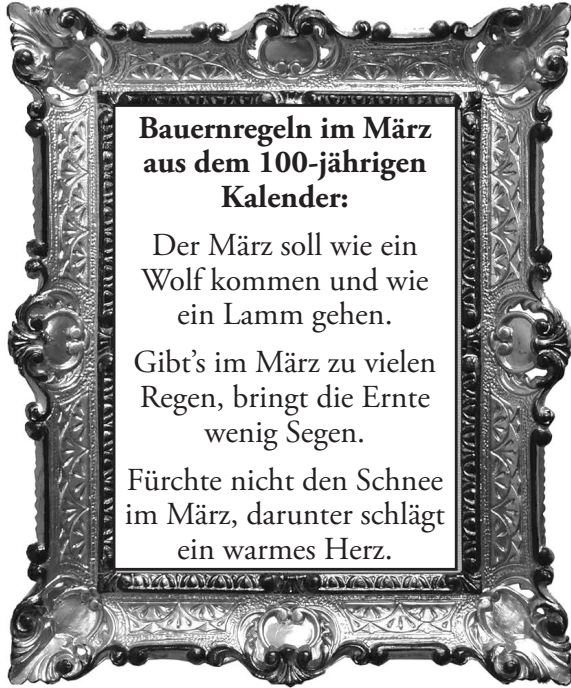 Bauernregeln im März
aus dem 100-jährigen
Kalender:
Der März soll wie ein
Wolf kommen und wie
ein Lamm gehen.
Gibt's im März zu vielen
Regen, bringt die Ernte
wenig Segen.
Fürchte nicht den Schnee
im März, darunter schlägt
ein warmes Herz.